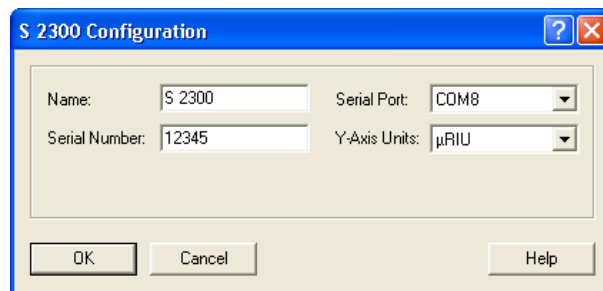 S 2300 Configuration ?
Name: S 2300 Serial Port: COM8
Serial Number: 12345 Y-Axis Units: µRIU
OK Cancel Help